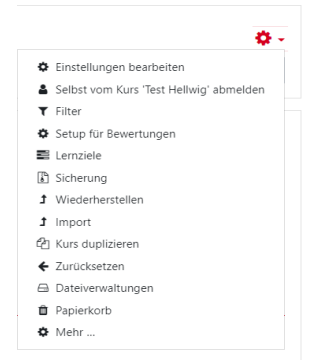 Einstellungen bearbeiten
Selbst vom Kurs 'Test Hellwig' abmelden
Filter
Setup für Bewertungen
Lernziele
Sicherung
Wiederherstellen
Import
Kurs duplizieren
Zurücksetzen
Dateiverwaltungen
Papierkorb
Mehr ...